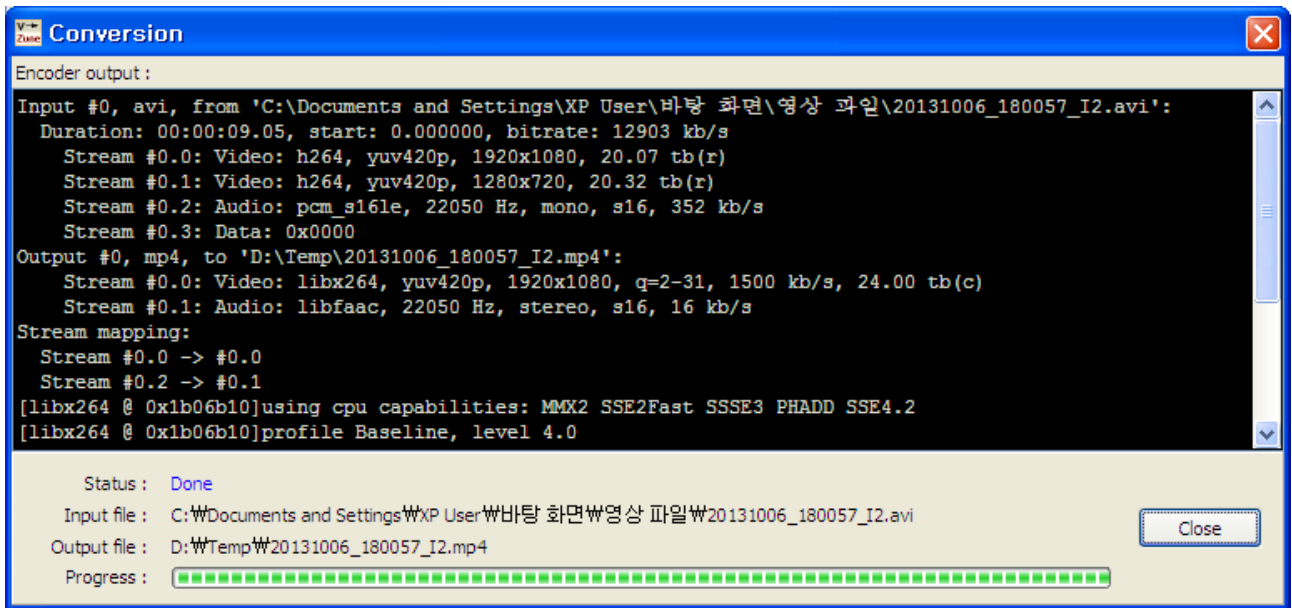 V
Zune
Conversion
Encoder output :
Input #0, avi, from 'C:\Documents and Settings\XP User\바탕 화면\영상 파일\20131006_180057_I2.avi':
Duration: 00:00:09.05, start: 0.000000, bitrate: 12903 kb/s
Stream #0.0: Video: h264, yuv420p, 1920x1080, 20.07 tb(r)
Stream #0.1: Video: h264, yuv420p, 1280x720, 20.32 tb(r)
Stream #0.2: Audio: pcm_s16le, 22050 Hz, mono, s16, 352 kb/s
Stream #0.3: Data: 0x0000
Output #0, mp4, to 'D:\Temp\20131006_180057_I2.mp4':
Stream #0.0: Video: libx264, yuv420p, 1920x1080, q=2-31, 1500 kb/s, 24.00 tb(c)
Stream #0.1: Audio: libfaac, 22050 Hz, stereo, s16, 16 kb/s
Stream mapping:
Stream #0.0 -> #0.0
Stream #0.2 -> #0.1
[libx264 @ 0x1b06b10]using cpu capabilities: MMX2 SSE2Fast SSSE3 PHADD SSE4.2
[libx264 @ 0x1b06b10]profile Baseline, level 4.0
Status : Done
Input file : C:₩Documents and Settings₩XP User₩바탕 화면₩영상 파일₩20131006_180057_I2.avi
Close
Output file : D:₩Temp₩20131006_180057_I2.mp4
Progress :